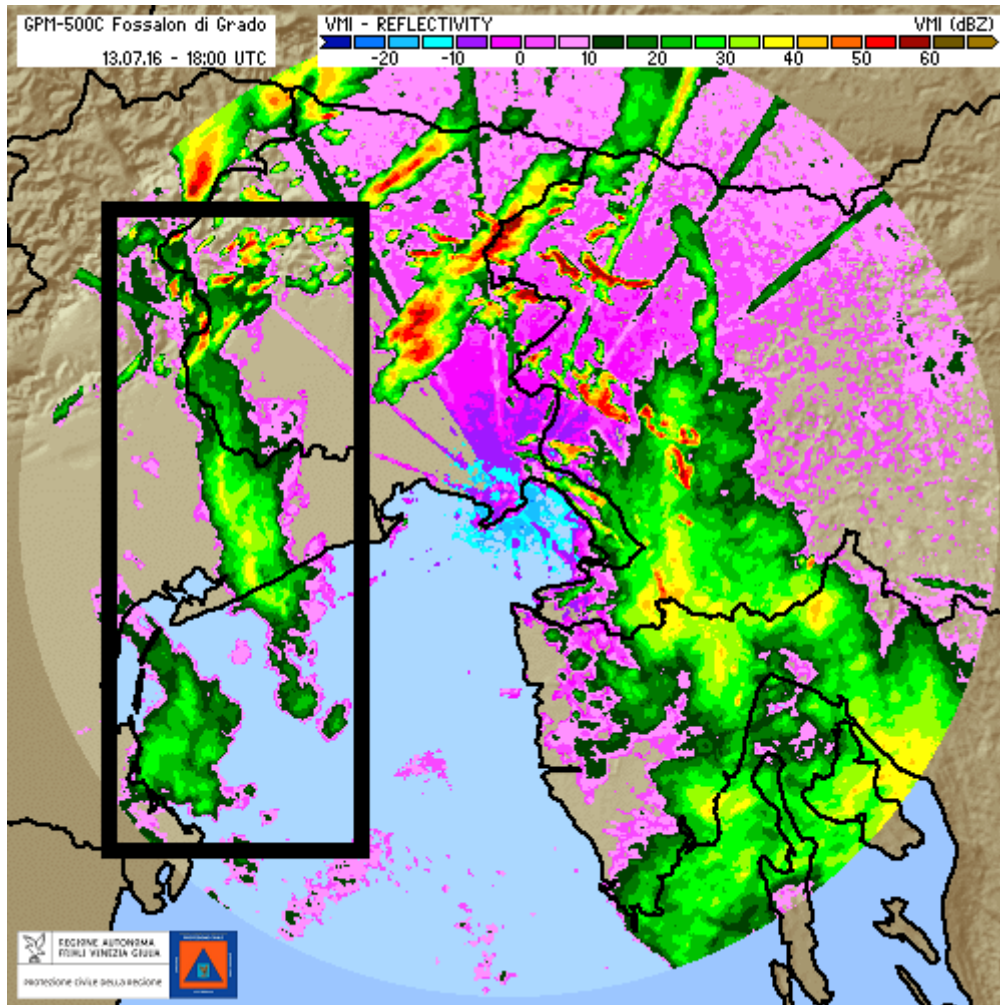 GPM-500C Fossalon di Grado
13.07.16 - 18:00 UTC
VMI - REFLECTIVITY VMI (dBZ)
-20 -10 0 10 20 30 40 50 60
REGIONE AUTONOMA
FRIULI VENEZIA GIULIA
PROTEZIONE CIVILE DELLA REGIONE